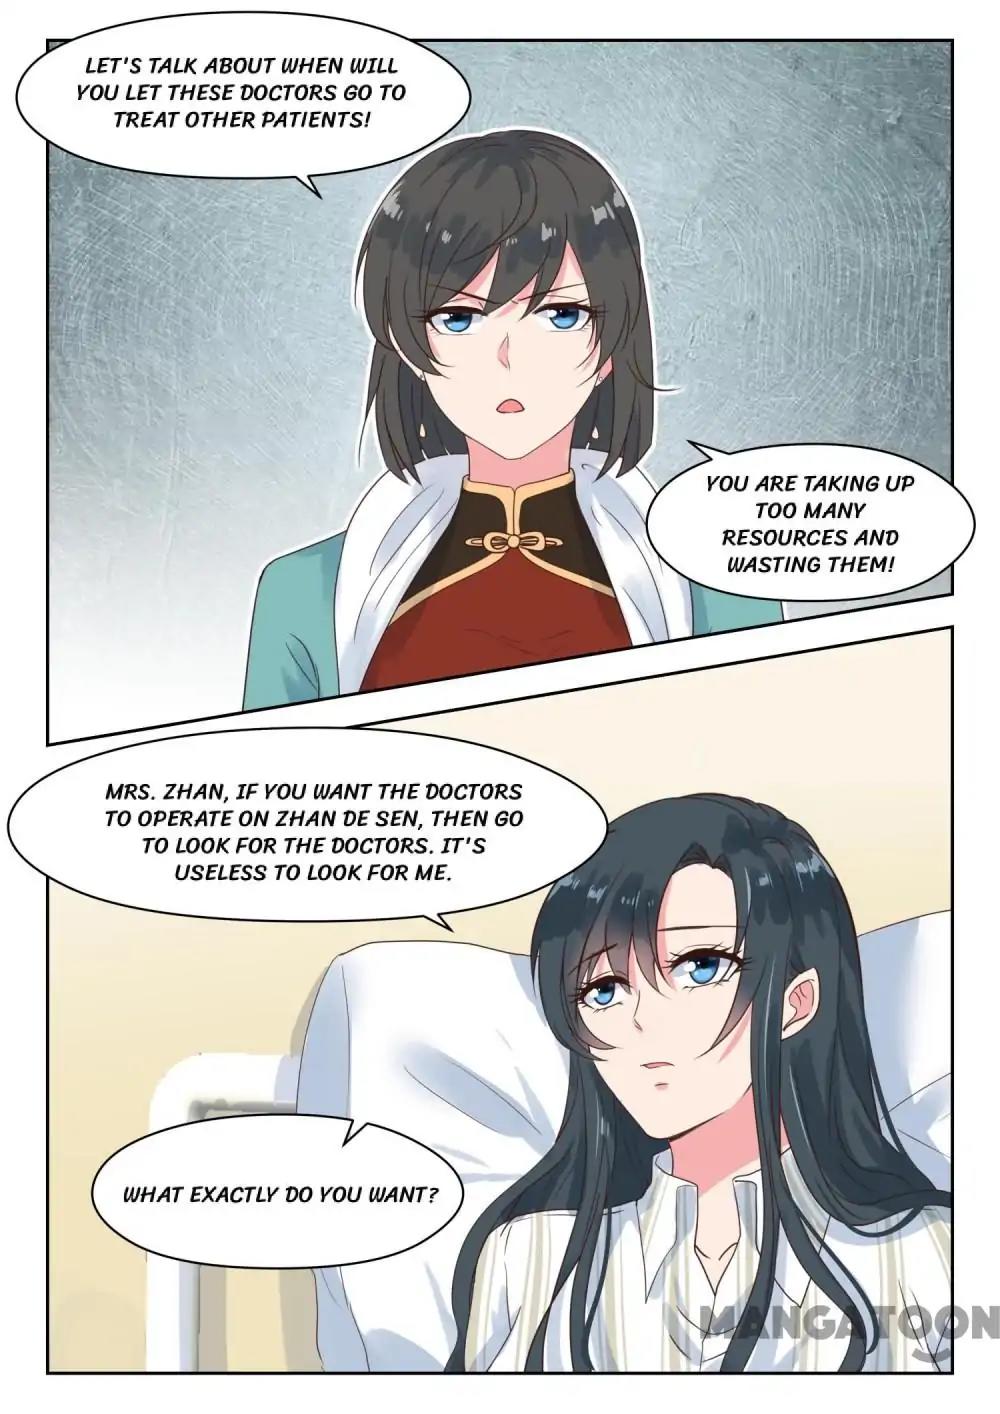 LET'S TALK ABOUT WHEN WILL
YOU LET THESE DOCTORS GO TO
TREAT OTHER PATIENTS!
YOU ARE TAKING UP
TOO MANY
RESOURCES AND
WASTING THEM!
MRS. ZHAN, IF YOU WANT THE DOCTORS
TO OPERATE ON ZHAN DE SEN, THEN GO
TO LOOK FOR THE DOCTORS. IT'S
USELESS TO LOOK FOR ME.
WHAT EXACTLY DO YOU WANT?
MANGATOON